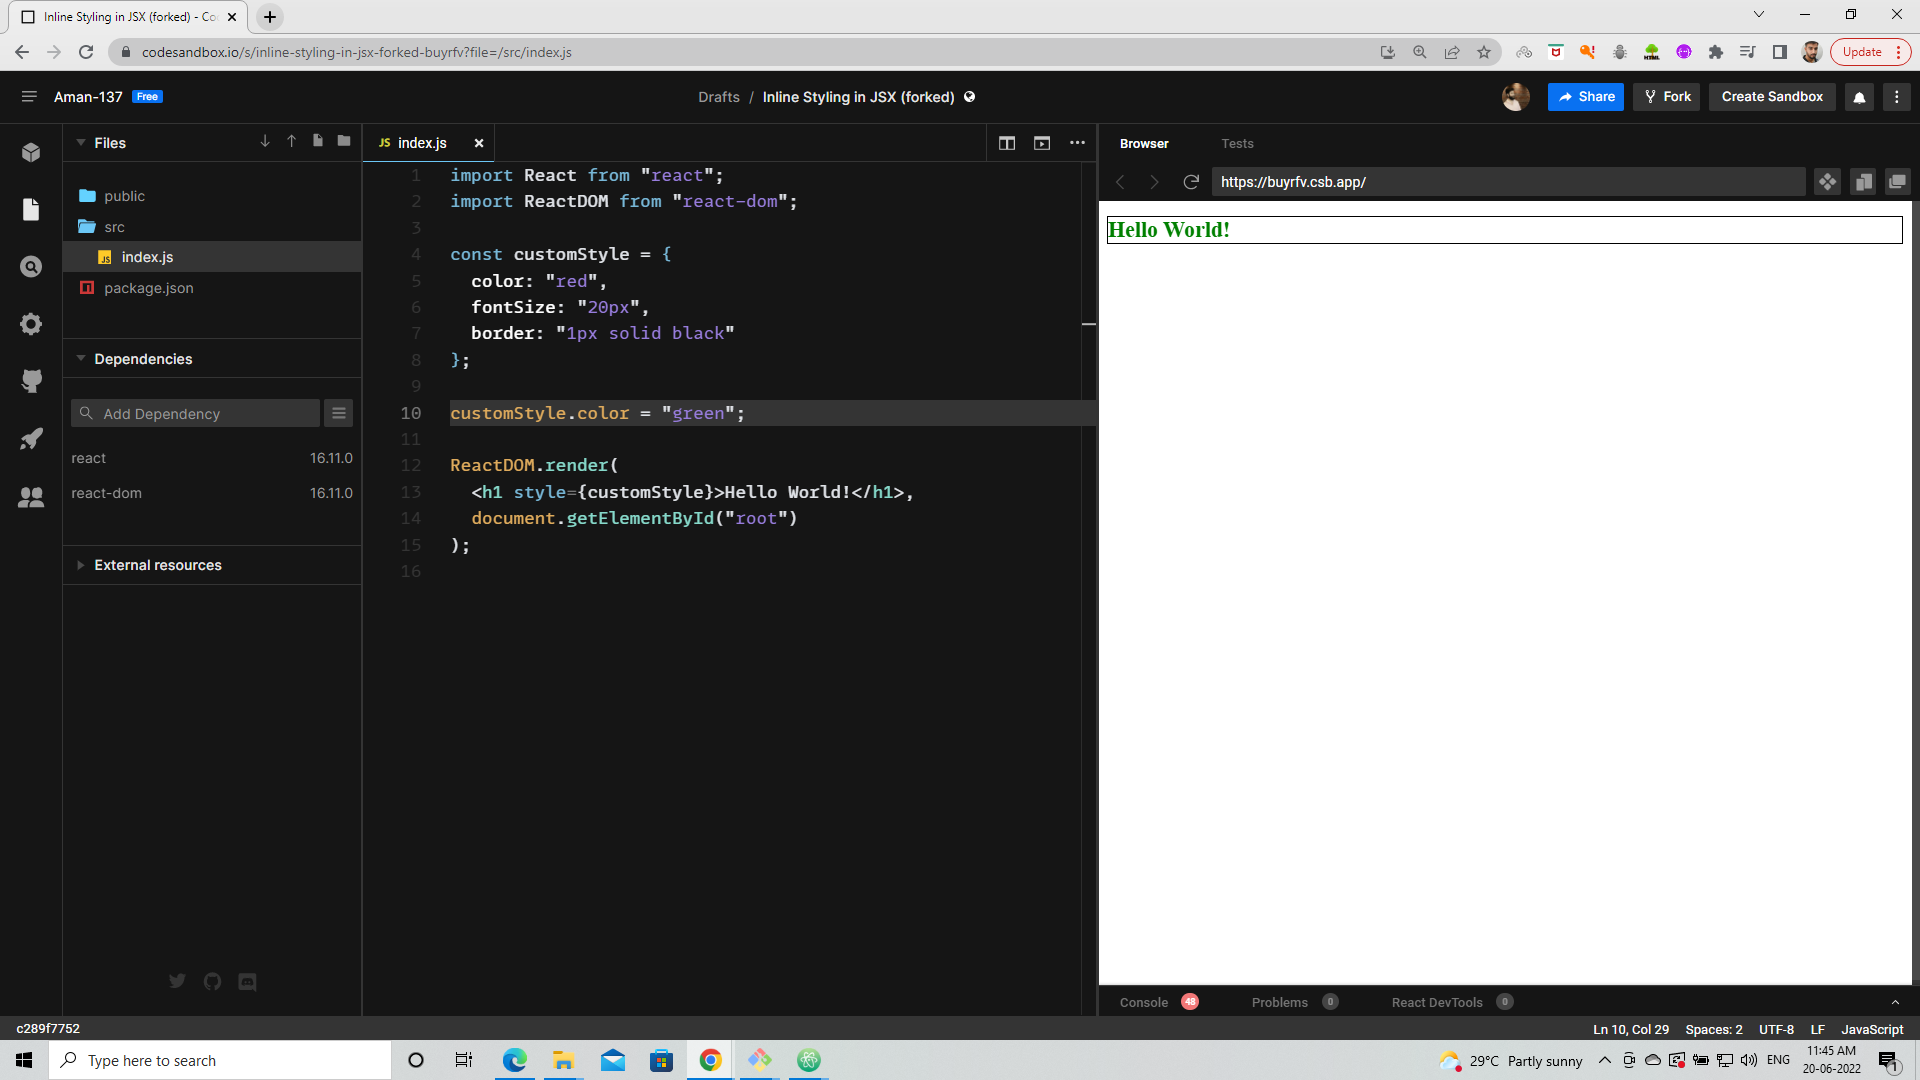 Inline Styling in JSX (forked) - Co
codesandbox.io/s/inline-styling-in-jsx-forked-buyrfv?file=/src/index.js
Update
Aman-137 Free
Drafts / Inline Styling in JSX (forked)
Share
Fork
Create Sandbox
Files
public
src
JS index.js
package.json
Dependencies
Add Dependency
react 16.11.0
react-dom 16.11.0
External resources
JS index.js
1 import React from "react";
2 import ReactDOM from "react-dom";
3
4 const customStyle = {
5 color: "red",
6 fontSize: "20px",
7 border: "1px solid black"
8 };
9
10 customStyle.color = "green";
11
12 ReactDOM.render(
13 <h1 style={customStyle}>Hello World!</h1>,
14 document.getElementById("root")
15 );
16
Browser
Tests
https://buyrfv.csb.app/
Hello World!
Console 48
Problems 0
React DevTools 0
c289f7752
Ln 10, Col 29 Spaces: 2 UTF-8 LF JavaScript
Type here to search
29°C Partly sunny
ENG
11:45 AM
20-06-2022
1